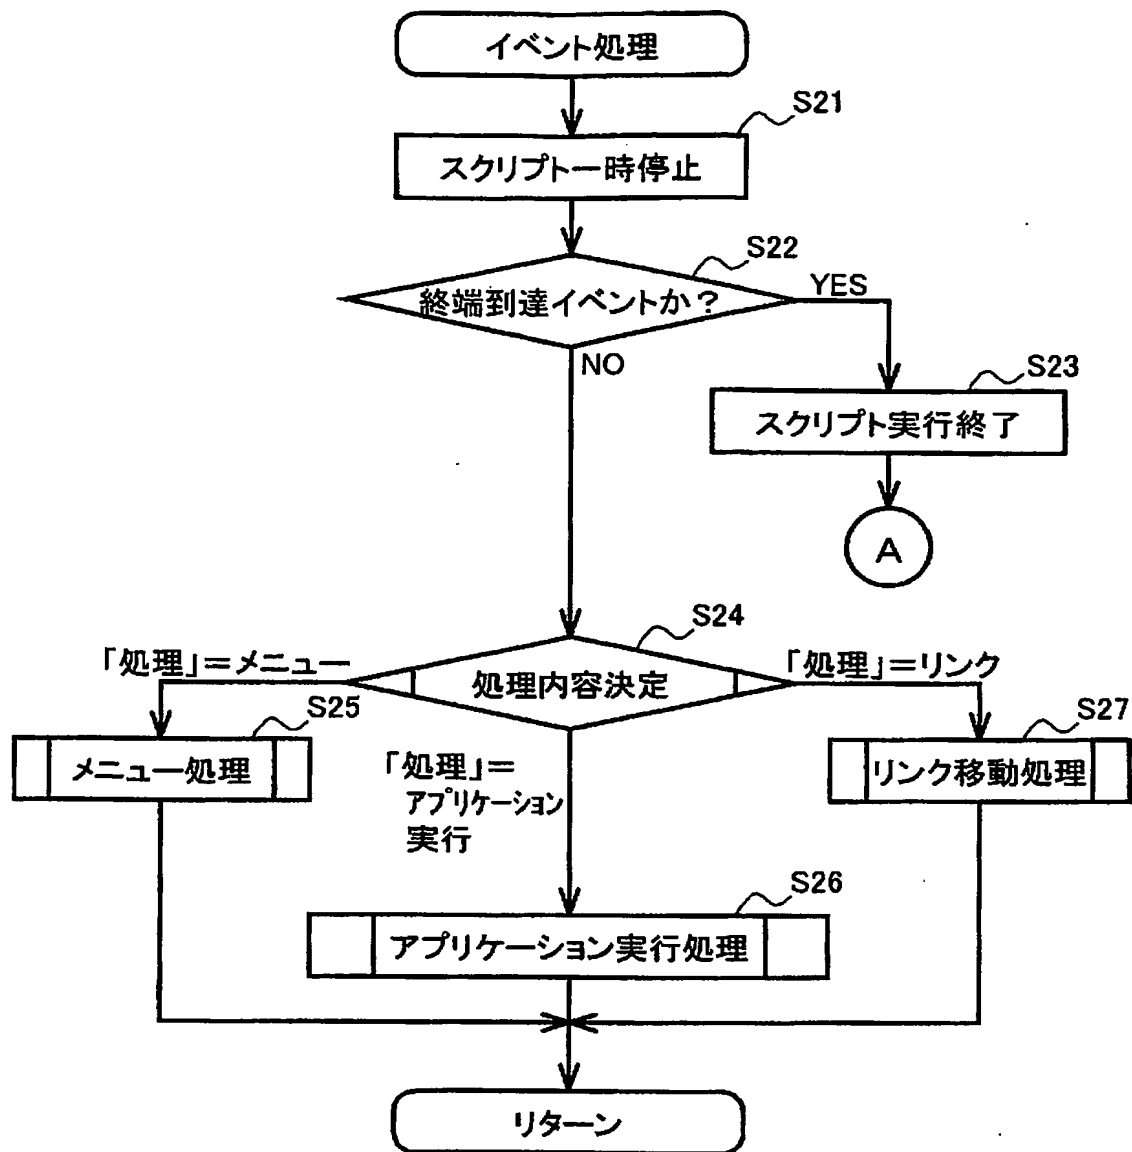 イベント処理
S21
スクリプト一時停止
S22
終端到達イベントか？
YES
NO
S23
スクリプト実行終了
A
S24
「処理」＝メニュー
処理内容決定
「処理」＝リンク
S25
メニュー処理
「処理」＝
アプリケーション
実行
S27
リンク移動処理
S26
アプリケーション実行処理
リターン